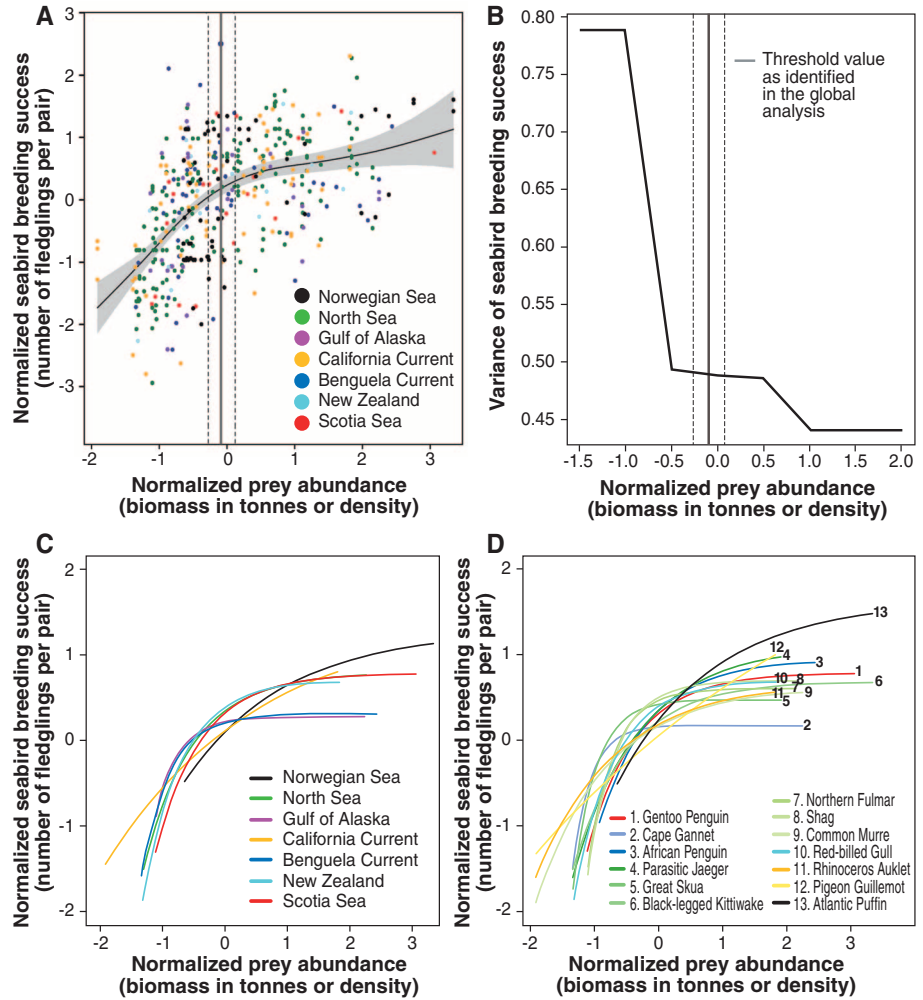 A
Normalized seabird breeding success
(number of fledglings per pair)
3
2
1
0
-1
-2
-3
-2
-1
0
1
2
3
Normalized prey abundance
(biomass in tonnes or density)
Norwegian Sea
North Sea
Gulf of Alaska
California Current
Benguela Current
New Zealand
Scotia Sea
B
Variance of seabird breeding success
0.80
0.75
0.70
0.65
0.60
0.55
0.50
0.45
-1.5
-1.0
-0.5
0.0
0.5
1.0
1.5
2.0
Normalized prey abundance
(biomass in tonnes or density)
Threshold value
as identified
in the global
analysis
C
Normalized seabird breeding success
(number of fledglings per pair)
2
1
0
-1
-2
-2
-1
0
1
2
3
Normalized prey abundance
(biomass in tonnes or density)
Norwegian Sea
North Sea
Gulf of Alaska
California Current
Benguela Current
New Zealand
Scotia Sea
D
Normalized seabird breeding success
(number of fledglings per pair)
2
1
0
-1
-2
-2
-1
0
1
2
3
Normalized prey abundance
(biomass in tonnes or density)
13
12
4
3
1
10
8
6
7
11
9
5
2
1. Gentoo Penguin
2. Cape Gannet
3. African Penguin
4. Parasitic Jaeger
5. Great Skua
6. Black-legged Kittiwake
7. Northern Fulmar
8. Shag
9. Common Murre
10. Red-billed Gull
11. Rhinoceros Auklet
12. Pigeon Guillemot
13. Atlantic Puffin